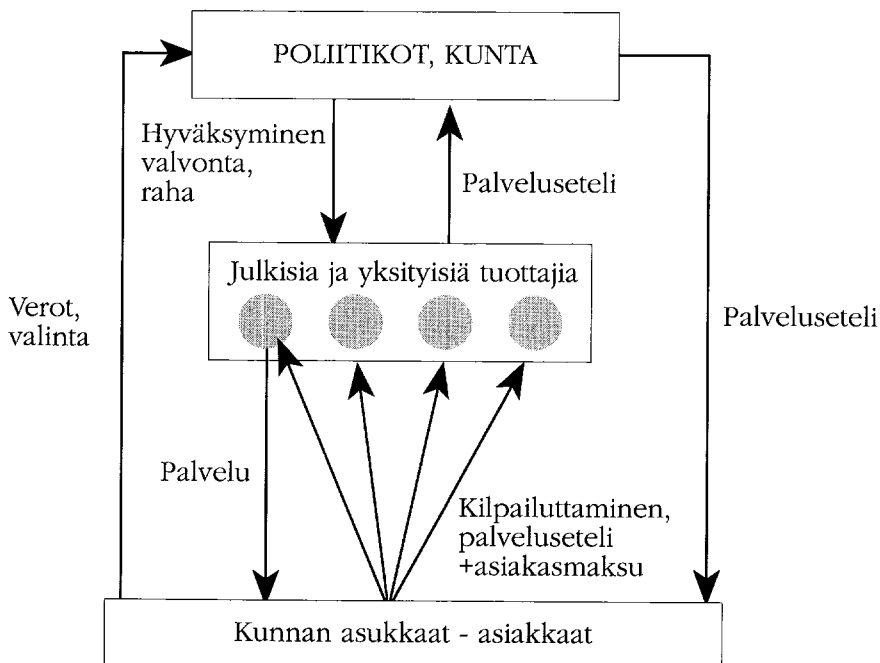 POLIITIKOT, KUNTA
Hyväksyminen
valvonta,
raha
Palveluseteli
Julkisia ja yksityisiä tuottajia
Verot,
valinta
Palveluseteli
Palvelu
Kilpailuttaminen,
palveluseteli
+asiakasmaksu
Kunnan asukkaat - asiakkaat